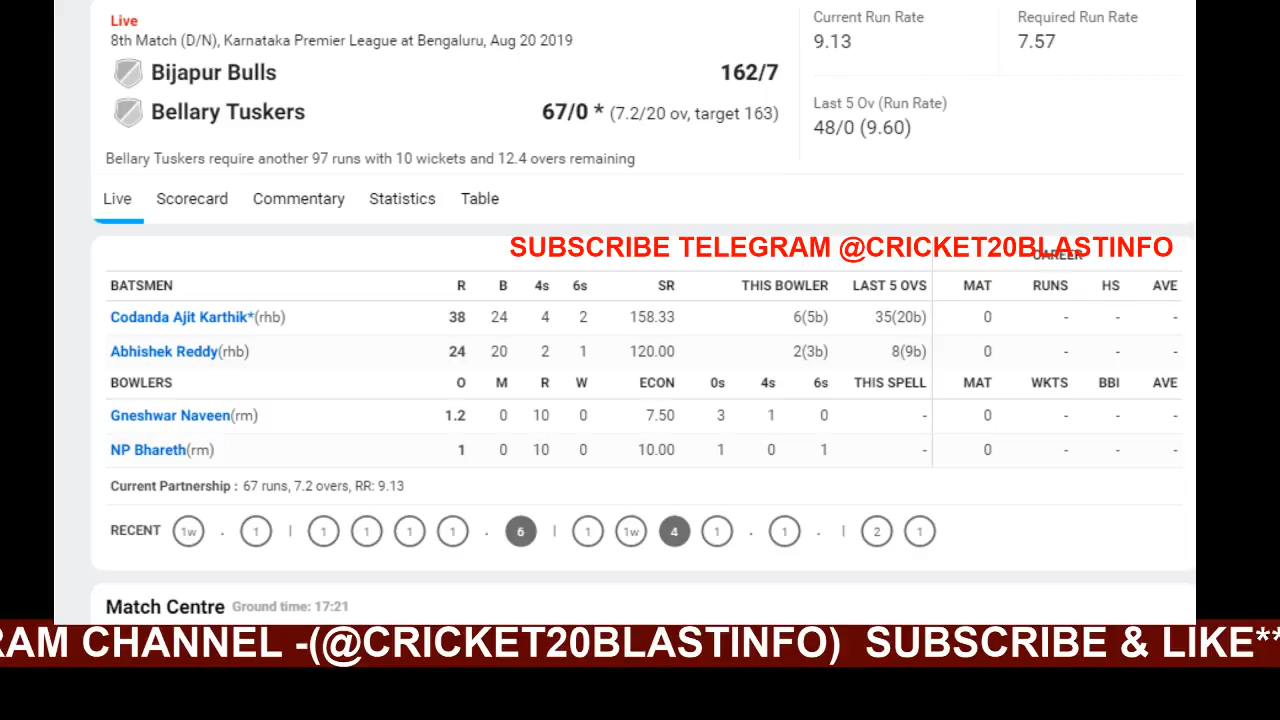 Live
8th Match (D/N), Karnataka Premier League at Bengaluru, Aug 20 2019
Bijapur Bulls 162/7
Bellary Tuskers 67/0 * (7.2/20 ov, target 163)
Bellary Tuskers require another 97 runs with 10 wickets and 12.4 overs remaining
Current Run Rate Required Run Rate
9.13 7.57
Last 5 Ov (Run Rate)
48/0 (9.60)
Live Scorecard Commentary Statistics Table
SUBSCRIBE TELEGRAM @CRICKET20BLASTINFO
CAREER
BATSMEN R B 4s 6s SR THIS BOWLER LAST 5 OVS MAT RUNS HS AVE
Codanda Ajit Karthik*(rhb) 38 24 4 2 158.33 6(5b) 35(20b) 0 - - -
Abhishek Reddy(rhb) 24 20 2 1 120.00 2(3b) 8(9b) 0 - - -
BOWLERS O M R W ECON 0s 4s 6s THIS SPELL MAT WKTS BBI AVE
Gneshwar Naveen(rm) 1.2 0 10 0 7.50 3 1 0 - 0 - - -
NP Bhareth(rm) 1 0 10 0 10.00 1 0 1 - 0 - - -
Current Partnership : 67 runs, 7.2 overs, RR: 9.13
RECENT 1w . 1 | 1 1 1 1 . 6 | 1 1w 4 1 . 1 . | 2 1
Match Centre Ground time: 17:21
RAM CHANNEL -(@CRICKET20BLASTINFO) SUBSCRIBE & LIKE**